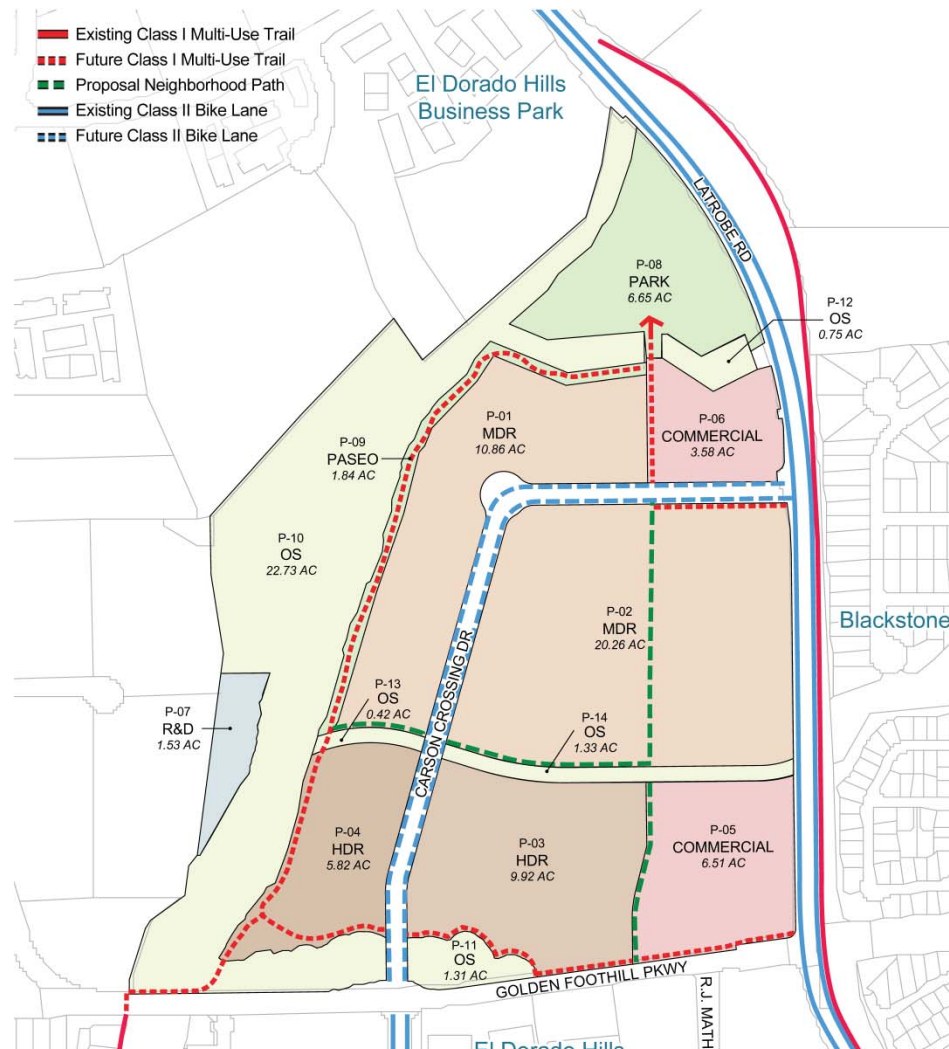 Existing Class I Multi-Use Trail
Future Class I Multi-Use Trail
Proposal Neighborhood Path
Existing Class II Bike Lane
Future Class II Bike Lane
El Dorado Hills
Business Park
LATROBE RD
P-08
PARK
6.65 AC
P-12
OS
0.75 AC
P-01
MDR
10.86 AC
P-06
COMMERCIAL
3.58 AC
P-09
PASEO
1.84 AC
P-10
OS
22.73 AC
P-02
MDR
20.26 AC
Blackstone
CARSON CROSSING DR
P-13
OS
0.42 AC
P-07
R&D
1.53 AC
P-14
OS
1.33 AC
P-04
HDR
5.82 AC
P-03
HDR
9.92 AC
P-05
COMMERCIAL
6.51 AC
P-11
OS
1.31 AC
GOLDEN FOOTHILL PKWY
R.J. MATH
El Dorado Hills